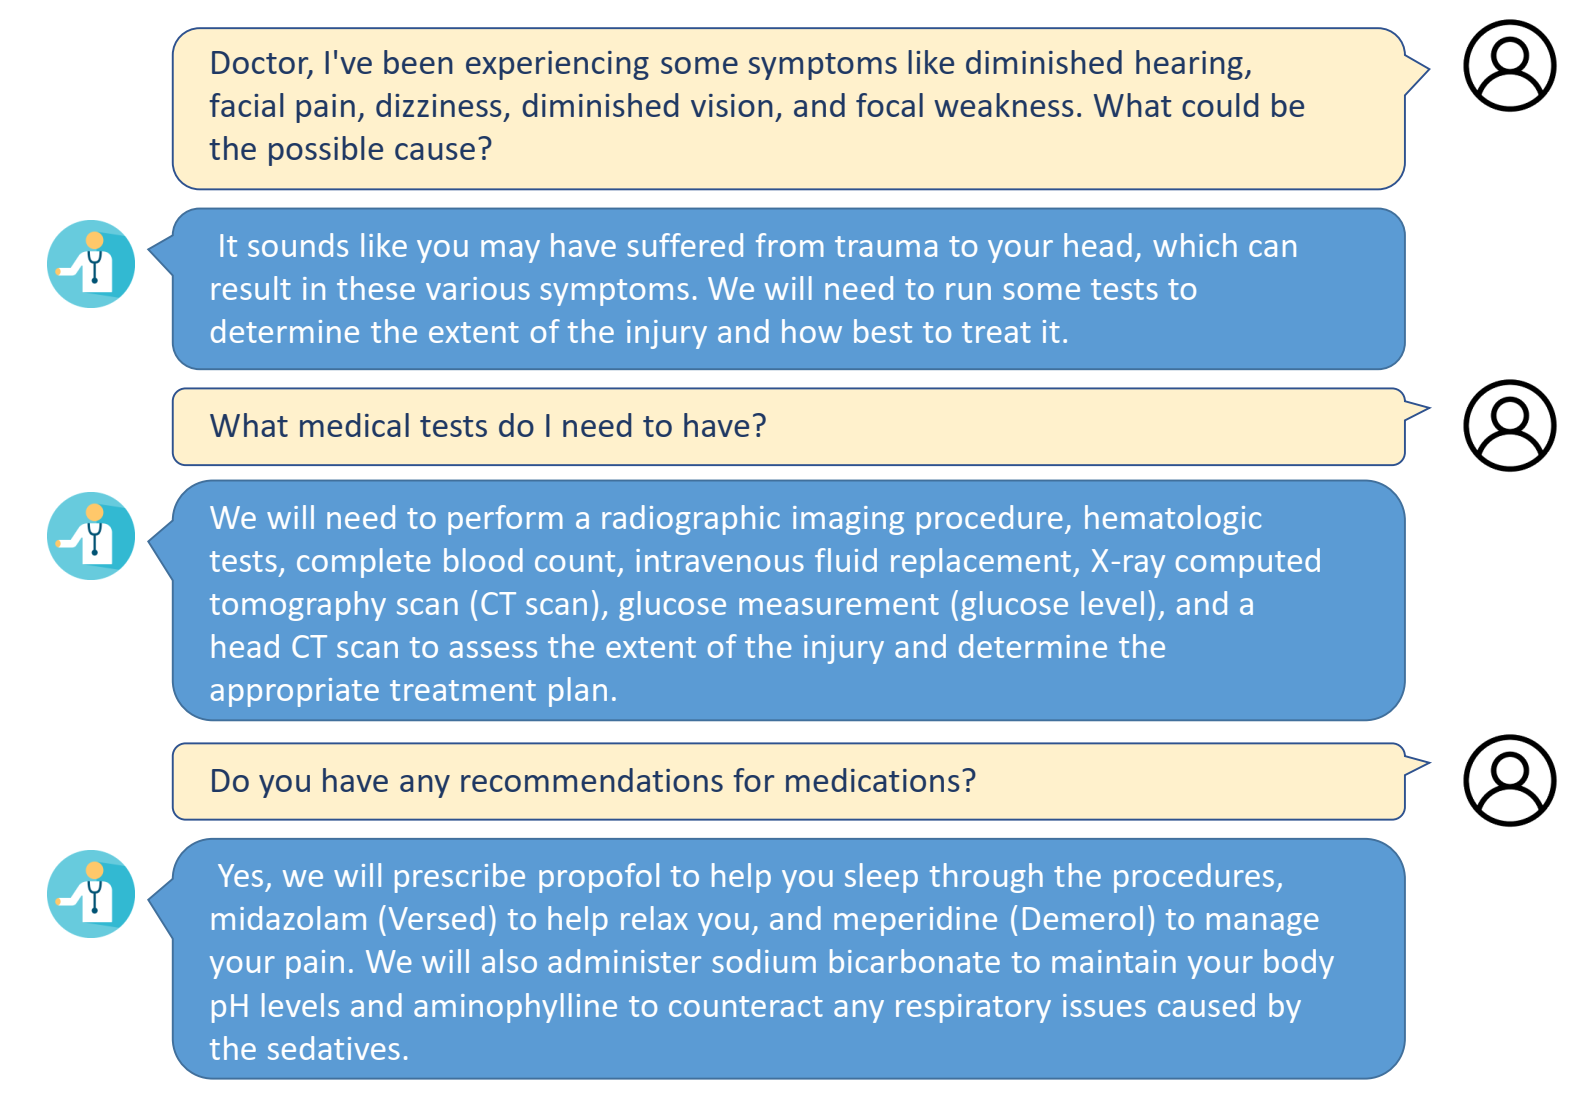 Doctor, I've been experiencing some symptoms like diminished hearing,
facial pain, dizziness, diminished vision, and focal weakness. What could be
the possible cause?
It sounds like you may have suffered from trauma to your head, which can
result in these various symptoms. We will need to run some tests to
determine the extent of the injury and how best to treat it.
What medical tests do I need to have?
We will need to perform a radiographic imaging procedure, hematologic
tests, complete blood count, intravenous fluid replacement, X-ray computed
tomography scan (CT scan), glucose measurement (glucose level), and a
head CT scan to assess the extent of the injury and determine the
appropriate treatment plan.
Do you have any recommendations for medications?
Yes, we will prescribe propofol to help you sleep through the procedures,
midazolam (Versed) to help relax you, and meperidine (Demerol) to manage
your pain. We will also administer sodium bicarbonate to maintain your body
pH levels and aminophylline to counteract any respiratory issues caused by
the sedatives.